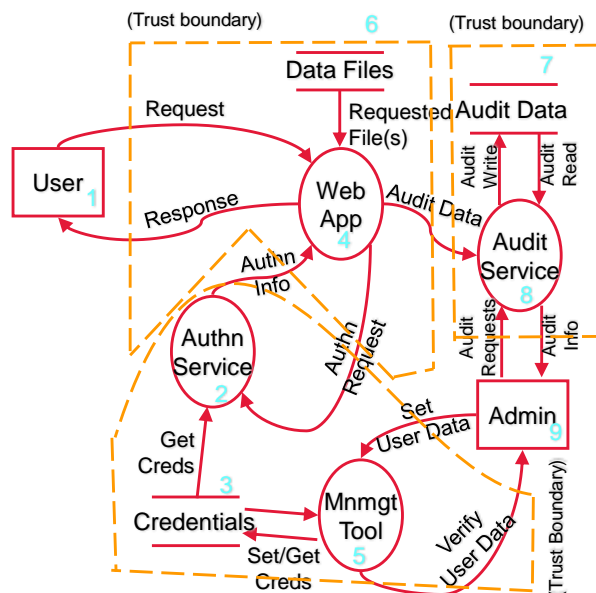 (Trust boundary)
6
(Trust boundary)
7
Data Files
Request
Requested
File(s)
Audit Data
Audit
Write
Audit
Read
User
1
Web
App
4
Response
Audit Data
Audit
Service
8
Authn
Info
Authn
Service
2
Authn
Request
Audit
Requests
Audit
Info
Set
User Data
Admin
9
Get
Creds
3
Credentials
Mnmgt
Tool
5
Set/Get
Creds
Verify
User Data
(Trust Boundary)